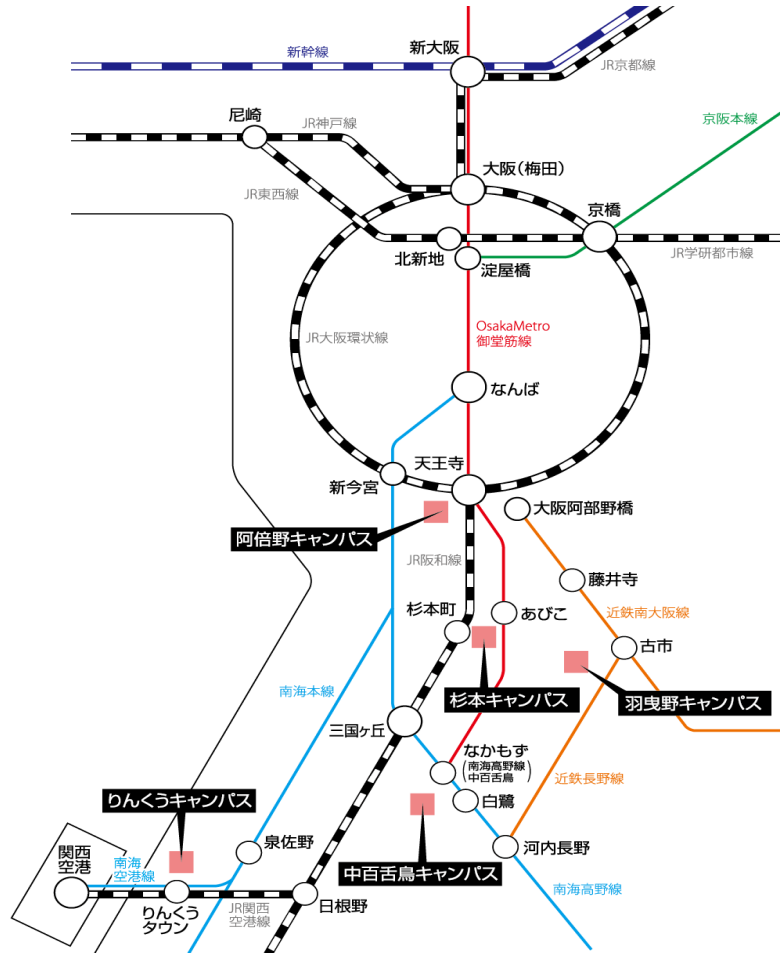 新大阪
新幹線
JR京都線
尼崎
JR神戸線
京阪本線
大阪(梅田)
JR東西線
京橋
北新地
淀屋橋
JR学研都市線
OsakaMetro
御堂筋線
JR大阪環状線
なんば
天王寺
新今宮
大阪阿部野橋
阿倍野キャンパス
JR阪和線
藤井寺
杉本町
あびこ
近鉄南大阪線
古市
南海本線
杉本キャンパス
羽曳野キャンパス
三国ヶ丘
なかもず
(南海高野線
中百舌鳥)
近鉄長野線
りんくうキャンパス
白鷺
泉佐野
河内長野
関西
空港
南海
空港線
中百舌鳥キャンパス
南海高野線
りんくう
タウン
JR関西
空港線
日根野